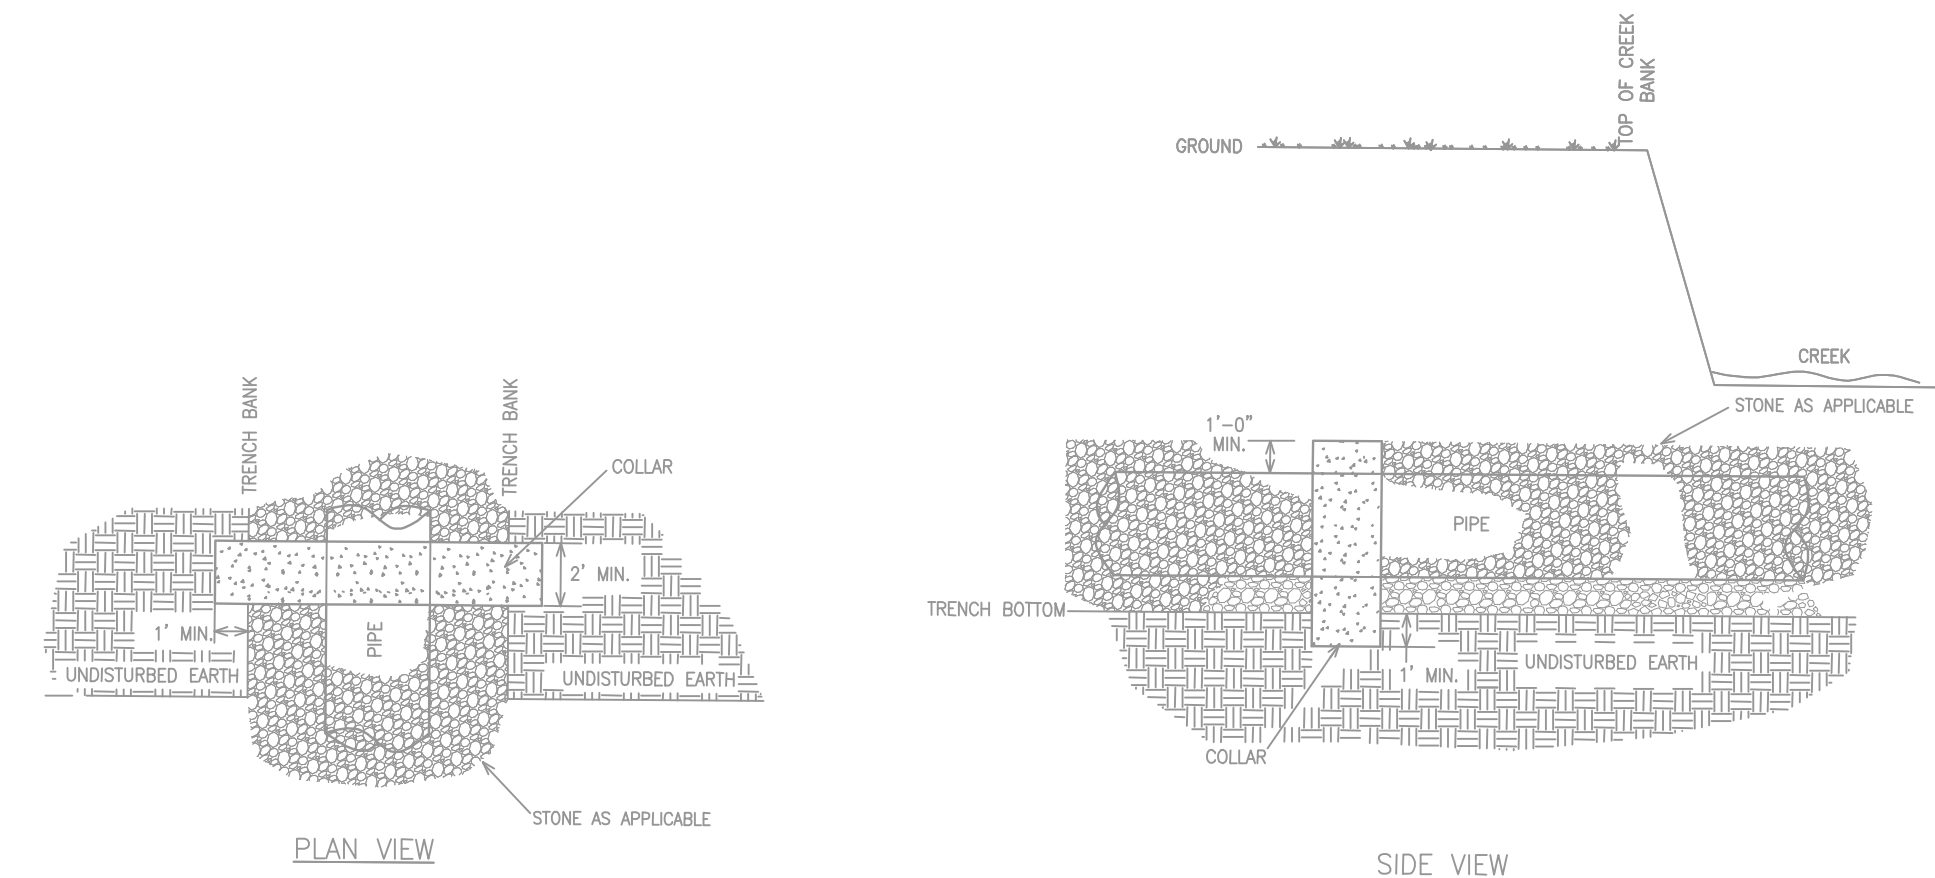 TRENCH BANK
TRENCH BANK
COLLAR
2' MIN.
1' MIN.
PIPE
UNDISTURBED EARTH
UNDISTURBED EARTH
STONE AS APPLICABLE
PLAN VIEW
TOP OF CREEK
BANK
GROUND
CREEK
STONE AS APPLICABLE
1'-0"
MIN.
PIPE
TRENCH BOTTOM
UNDISTURBED EARTH
1' MIN.
COLLAR
SIDE VIEW